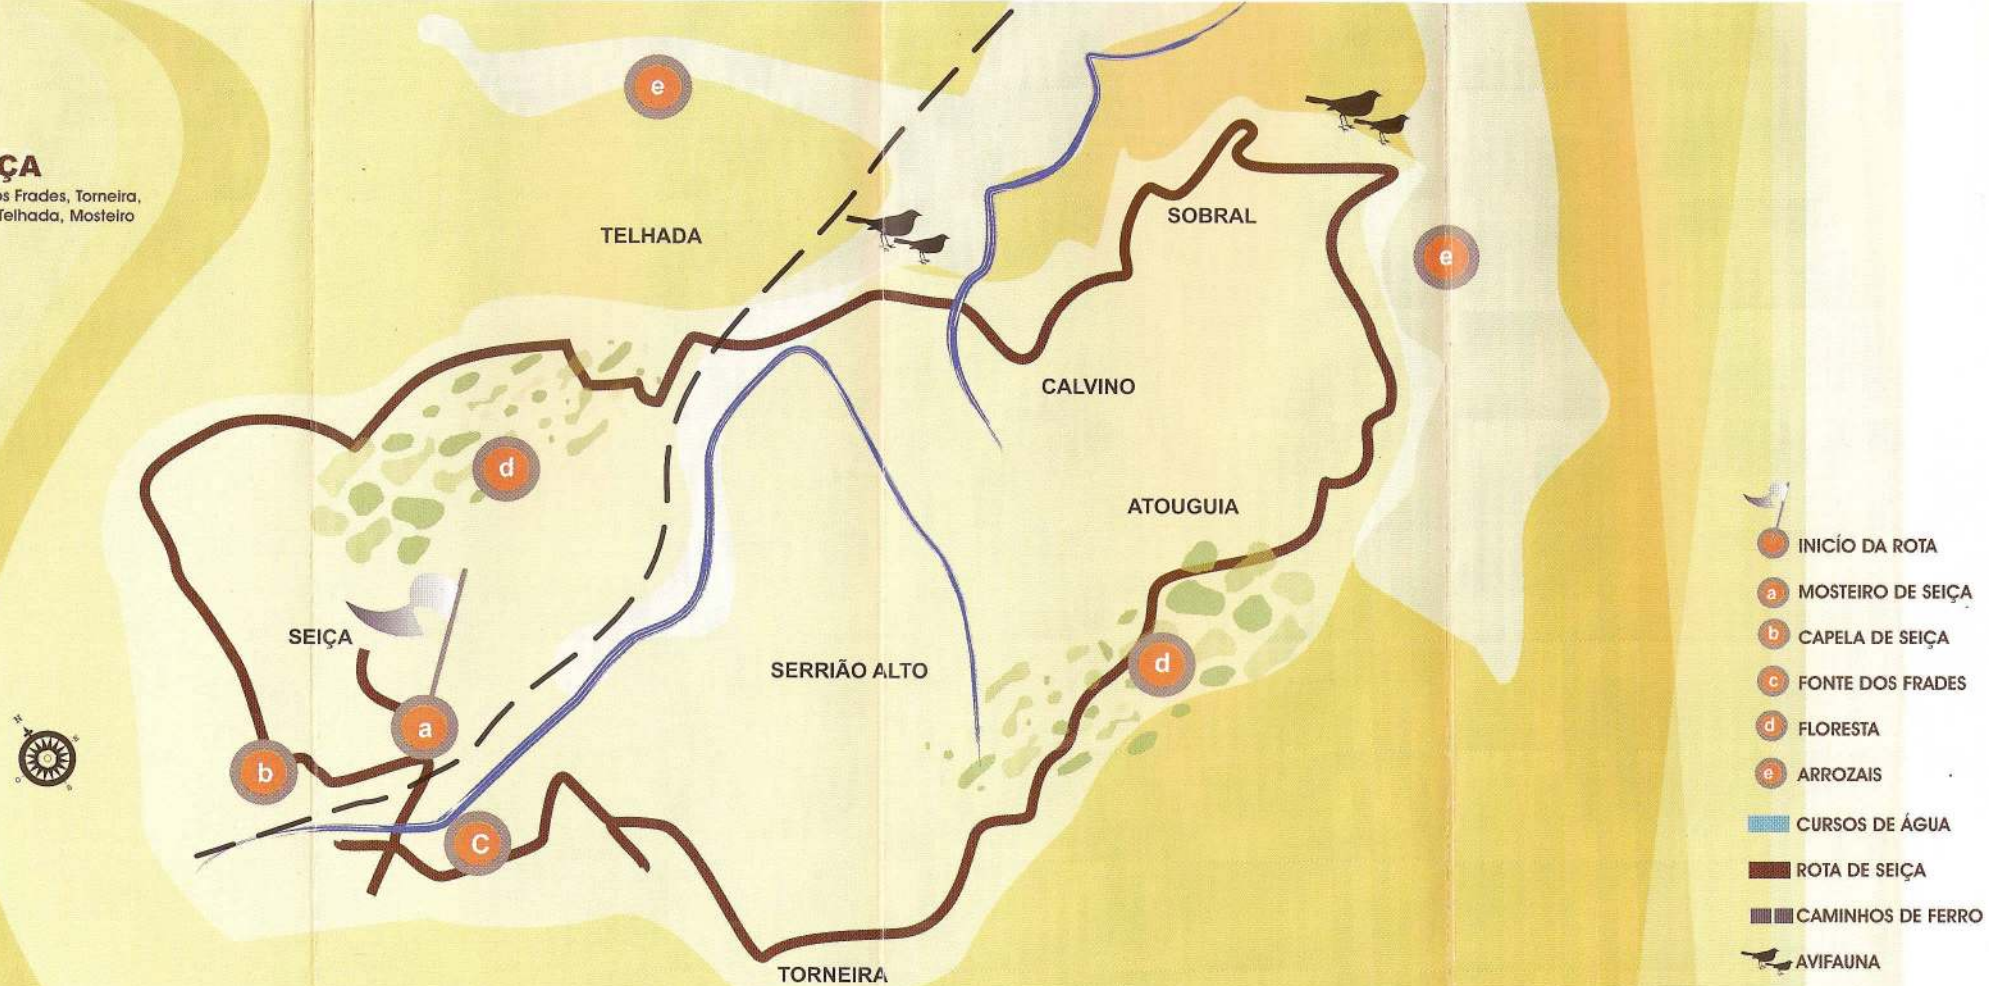 ÇA
os Frades, Torneira,
Telhada, Mosteiro
e
TELHADA
SOBRAL
e
CALVINO
d
ATOUGUIA
SEIÇA
SERRIÃO ALTO
d
a
b
C
TORNEIRA
N
INICÍO DA ROTA
a MOSTEIRO DE SEIÇA
b CAPELA DE SEIÇA
c FONTE DOS FRADES
d FLORESTA
e ARROZAIS
CURSOS DE ÁGUA
ROTA DE SEIÇA
CAMINHOS DE FERRO
AVIFAUNA